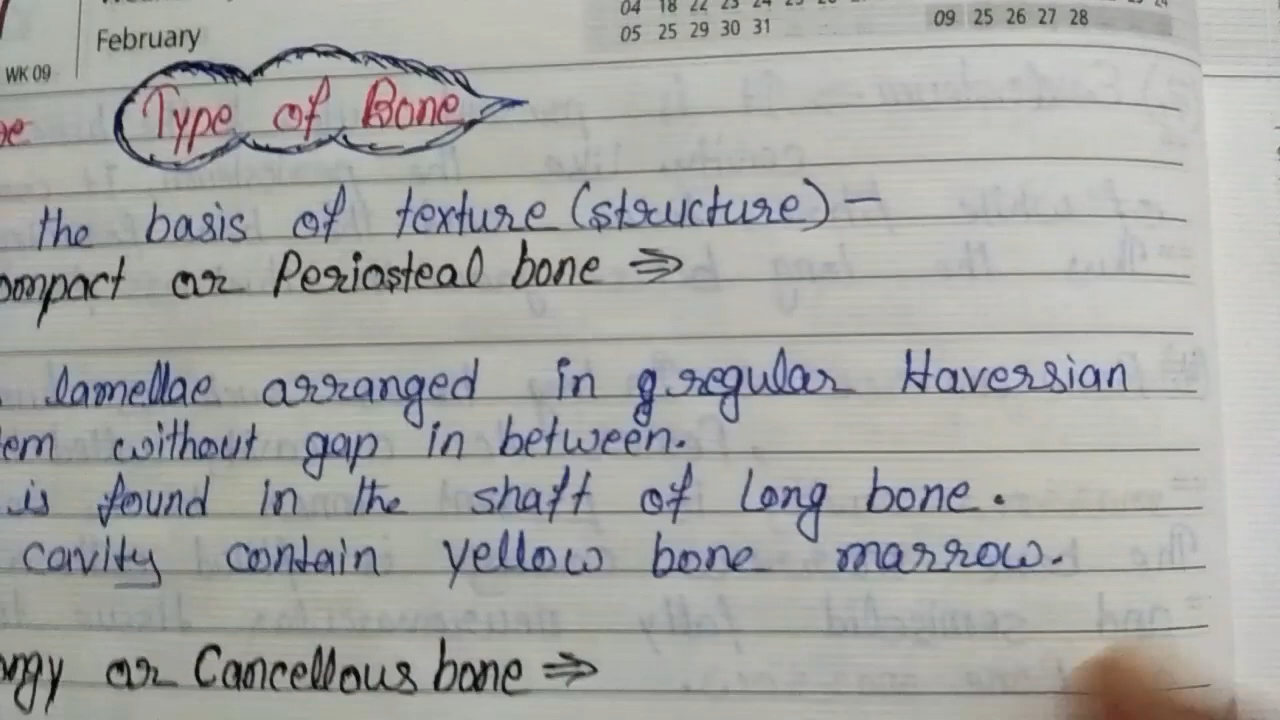 February
WK 09
04 18 22 23 24
05 25 29 30 31
09 25 26 27 28
Type of Bone
the basis of texture (structure) –
ompact or Periosteal bone ⇒
lamellae arranged in g regular Haversian
em without gap in between.
is found in the shaft of long bone.
cavity contain yellow bone marrow.
ngy or Cancellous bone ⇒